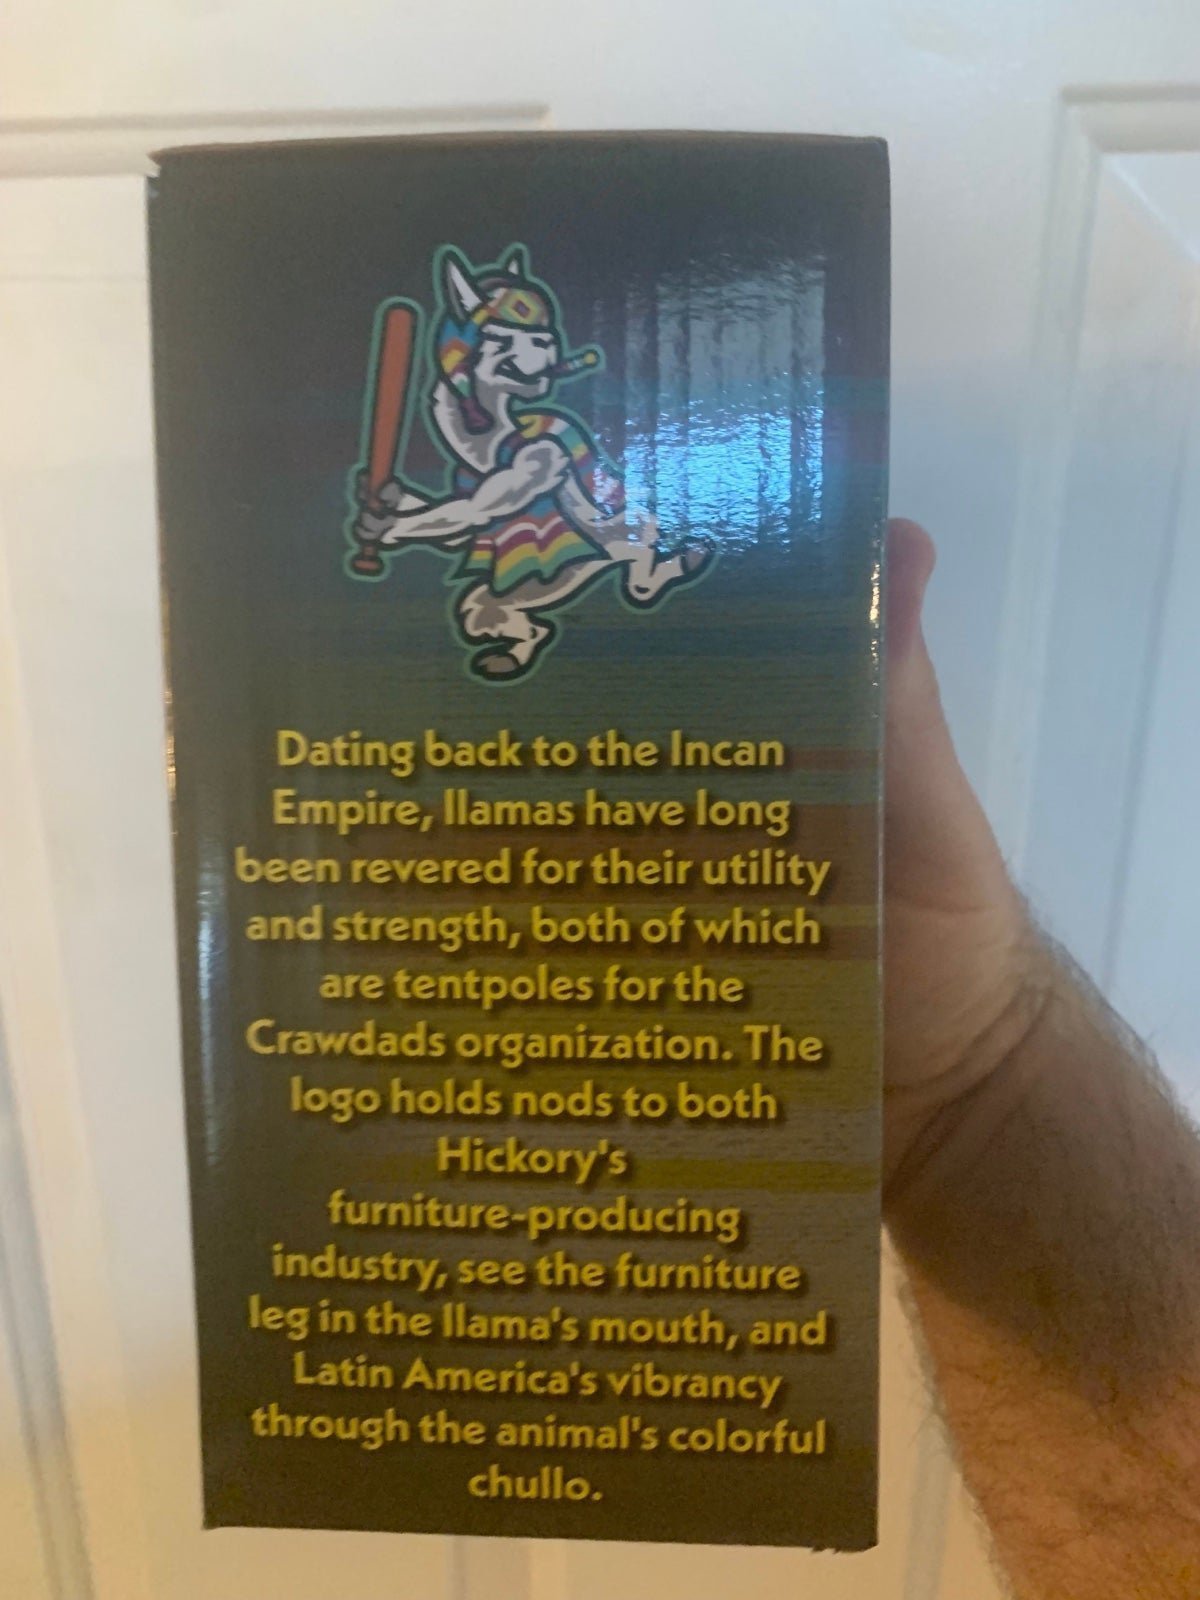 Dating back to the Incan
Empire, llamas have long
been revered for their utility
and strength, both of which
are tentpoles for the
Crawdads organization. The
logo holds nods to both
Hickory's
furniture-producing
industry, see the furniture
leg in the llama's mouth, and
Latin America's vibrancy
through the animal's colorful
chullo.